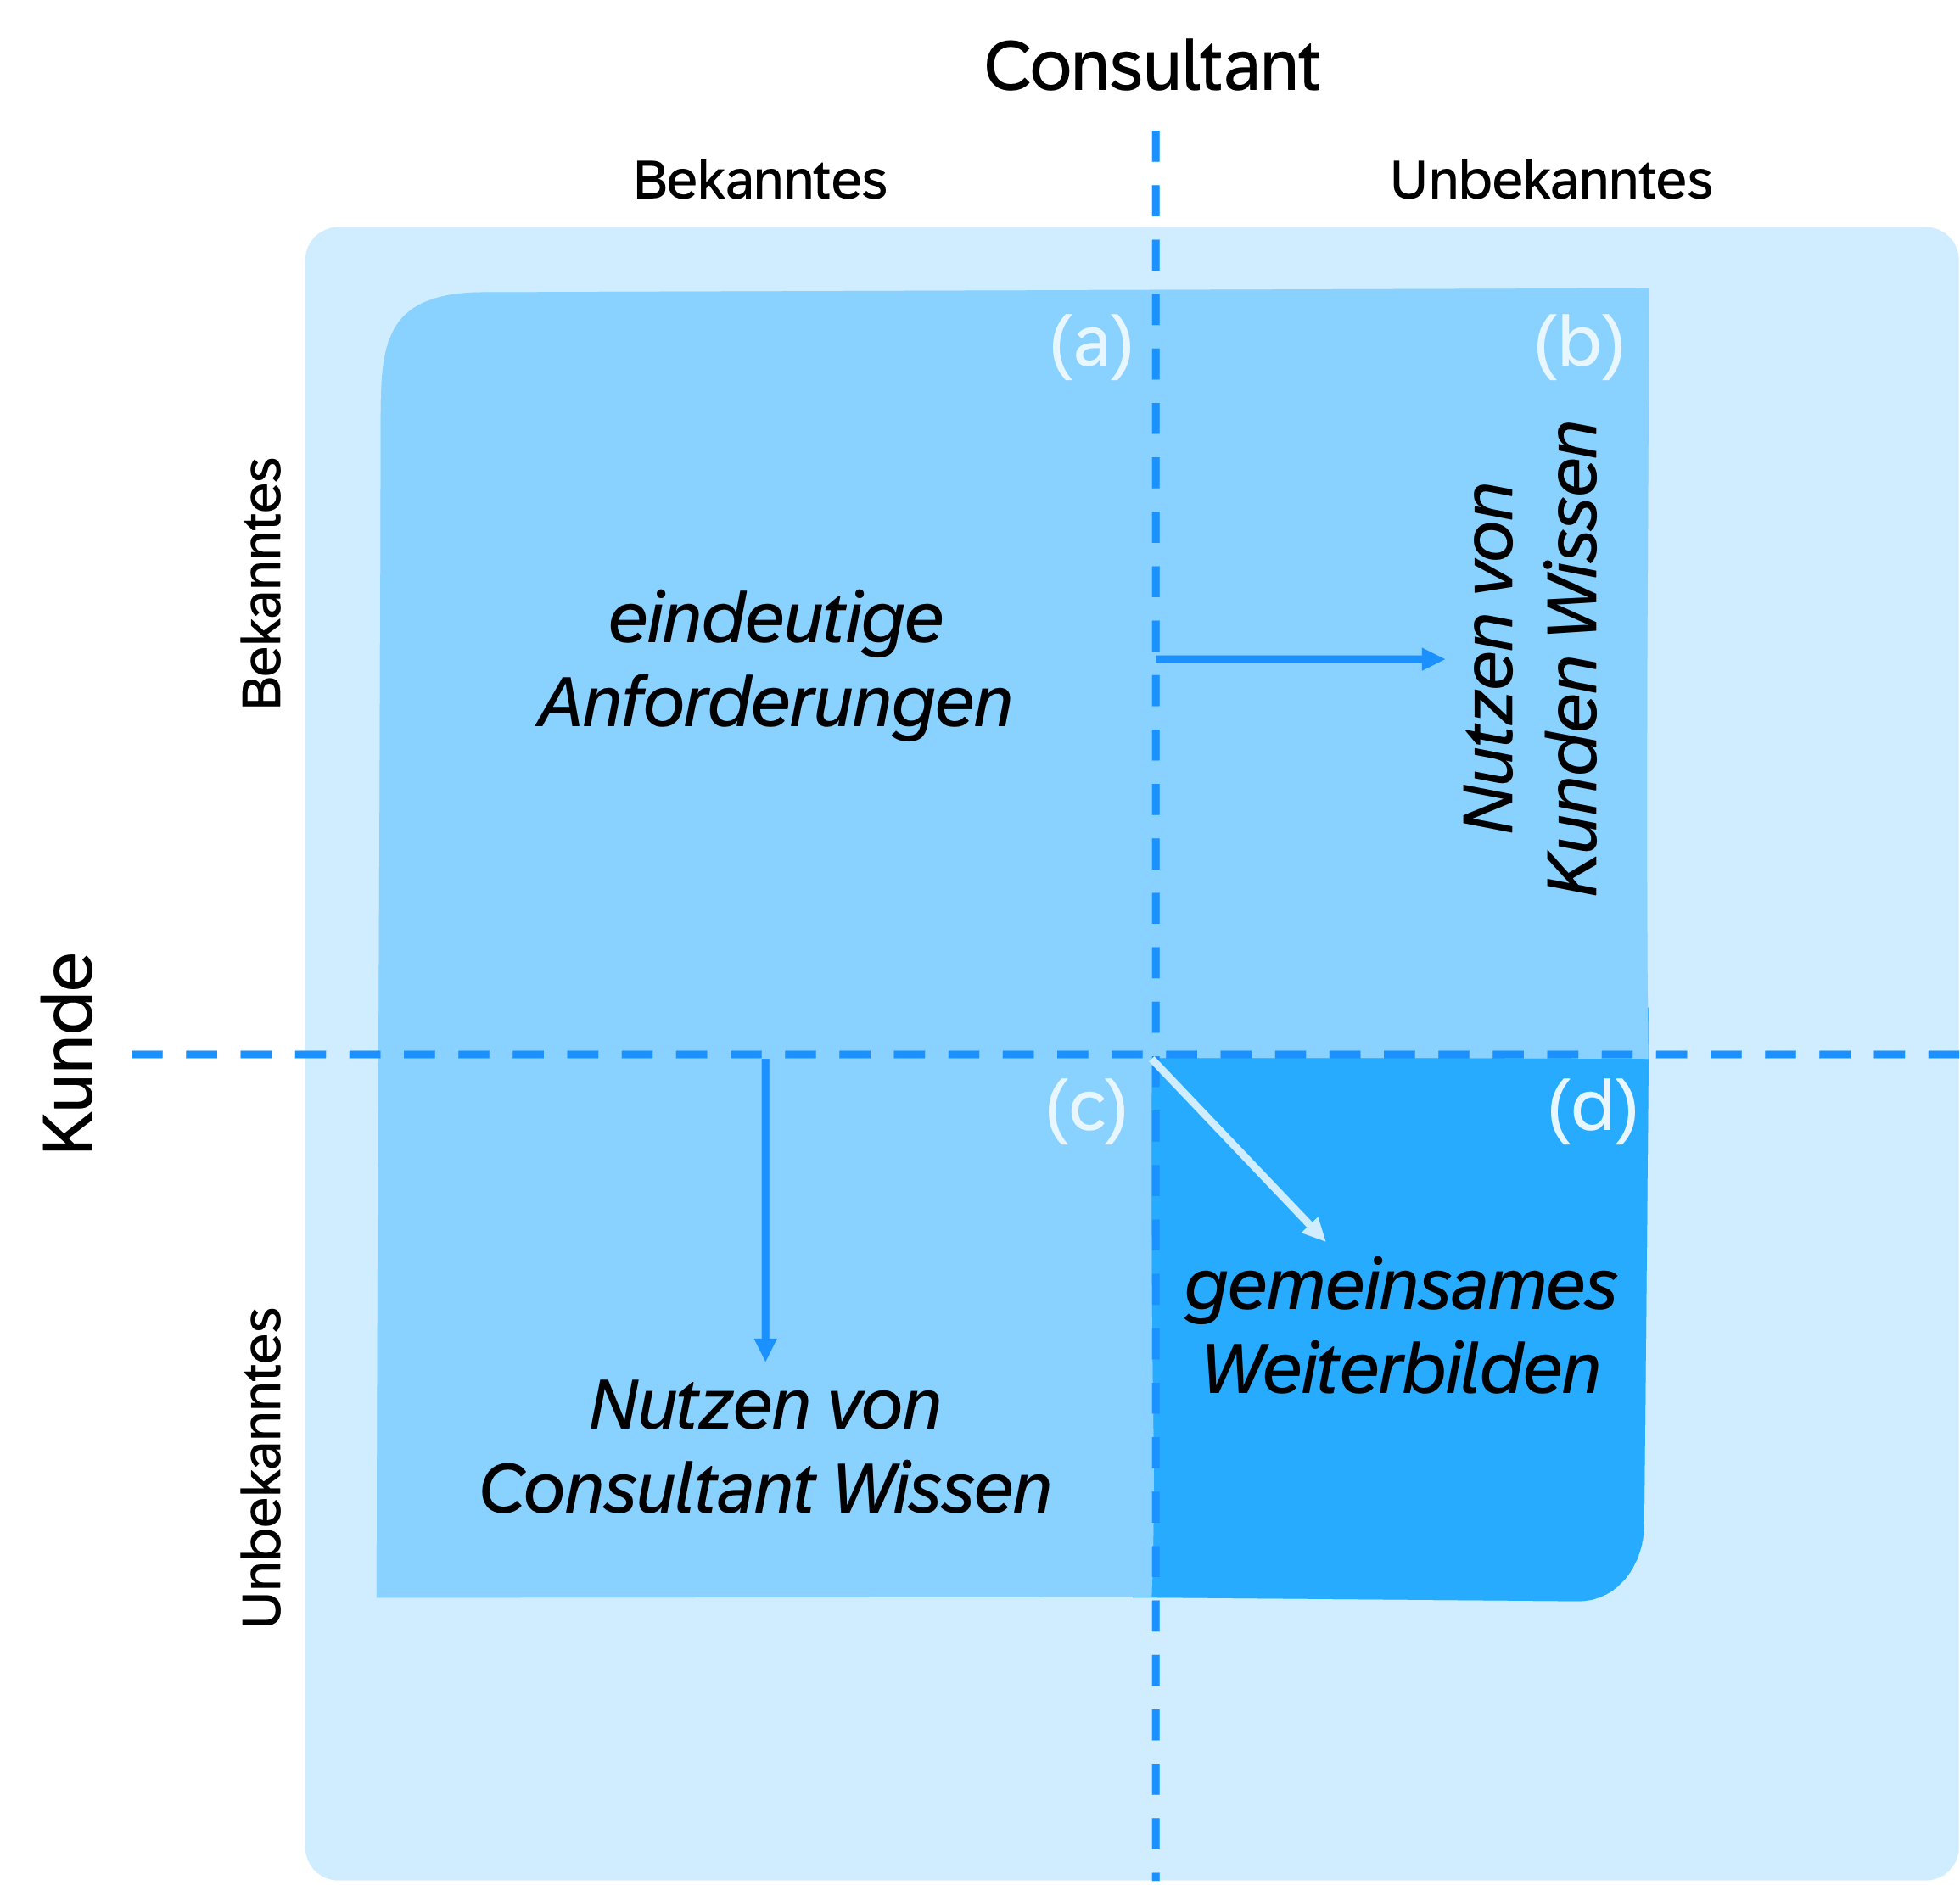 Consultant
Bekanntes
Unbekanntes
Kunde
Bekanntes
Unbekanntes
(a)
eindeutige
Anforderungen
(b)
Nutzen von
Kunden Wissen
(c)
Nutzen von
Consultant Wissen
(d)
gemeinsames
Weiterbilden